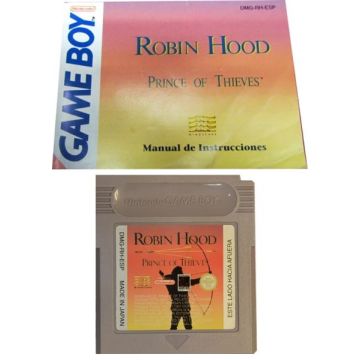 GAME BOY
DMG-RH-ESP
ROBIN HOOD
PRINCE OF THIEVES
Manual de Instrucciones
Nintendo GAME BOY
DMG-RH-ESP
MADE IN JAPAN
ROBIN HOOD
PRINCE OF THIEVES
ESTE LADO HACIA AFUERA